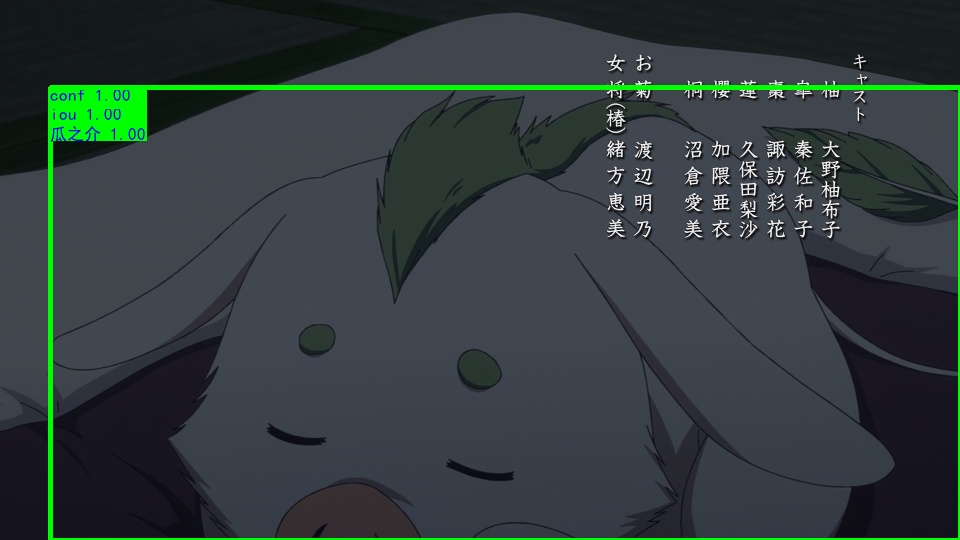 conf 1.00
iou 1.00
瓜之介 1.00
キャスト
柚 大野柚布子
皐 秦佐和子
棗 諏訪彩花
蓮 久保田梨沙
櫻 加隈亜衣
桐 沼倉愛美
お菊 渡辺明乃
女将(椿) 緒方恵美